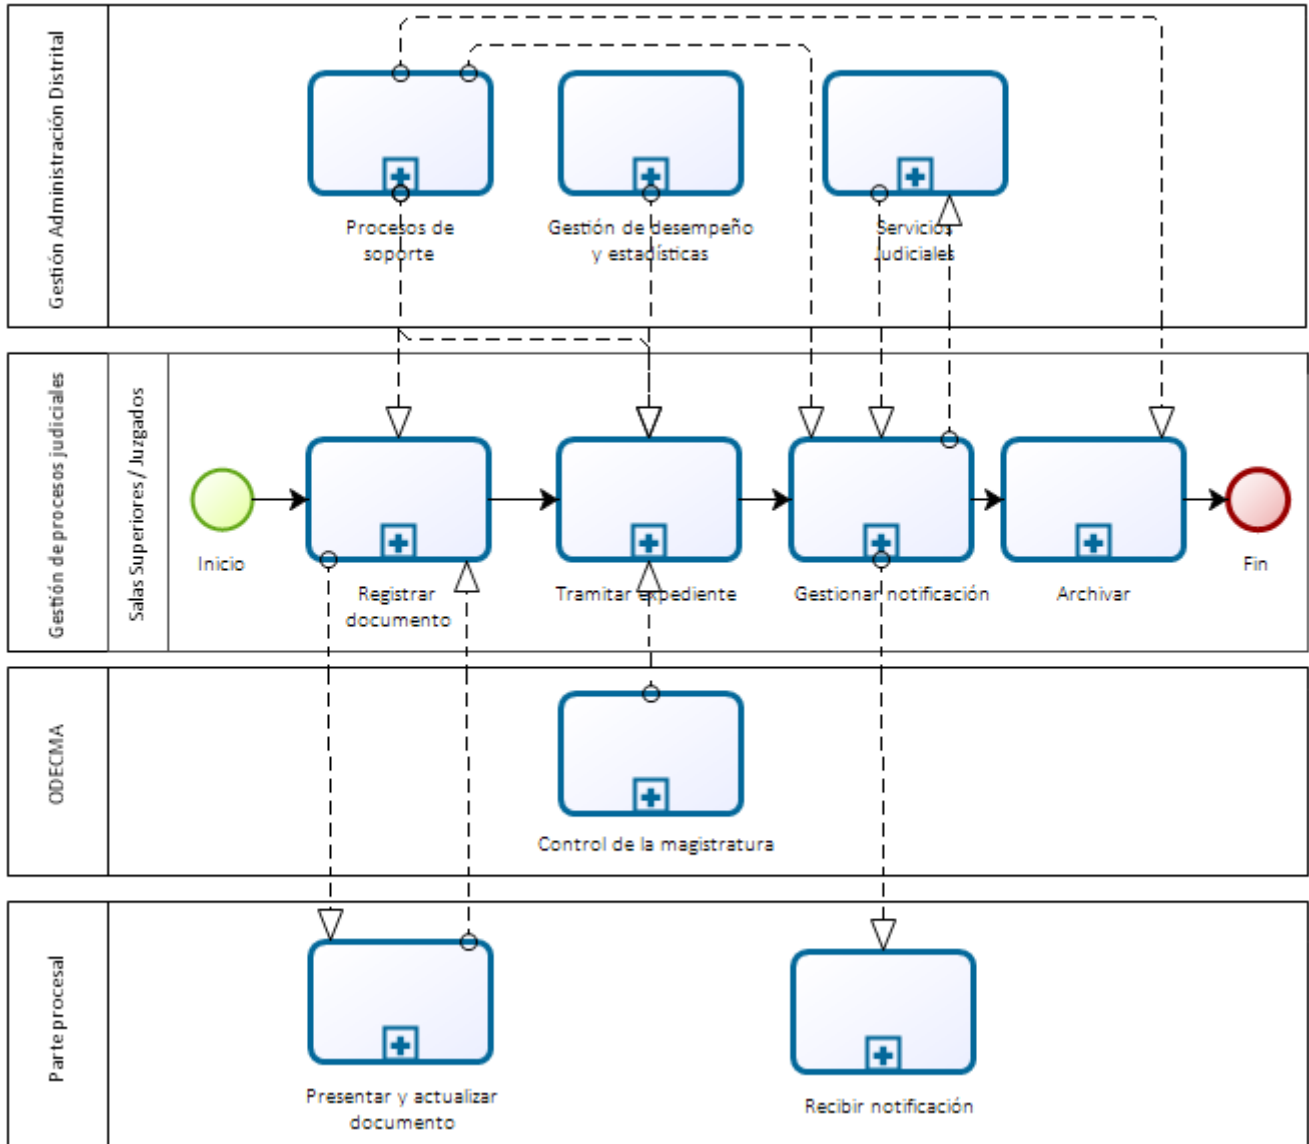 Gestión Administración Distrital
Procesos de
soporte
Gestión de desempeño
y estadísticas
Servicios
Judiciales
Gestión de procesos judiciales
Salas Superiores / Juzgados
Inicio
Registrar
documento
Tramitar expediente
Gestionar notificación
Archivar
Fin
ODECMA
Control de la magistratura
Parte procesal
Presentar y actualizar
documento
Recibir notificación